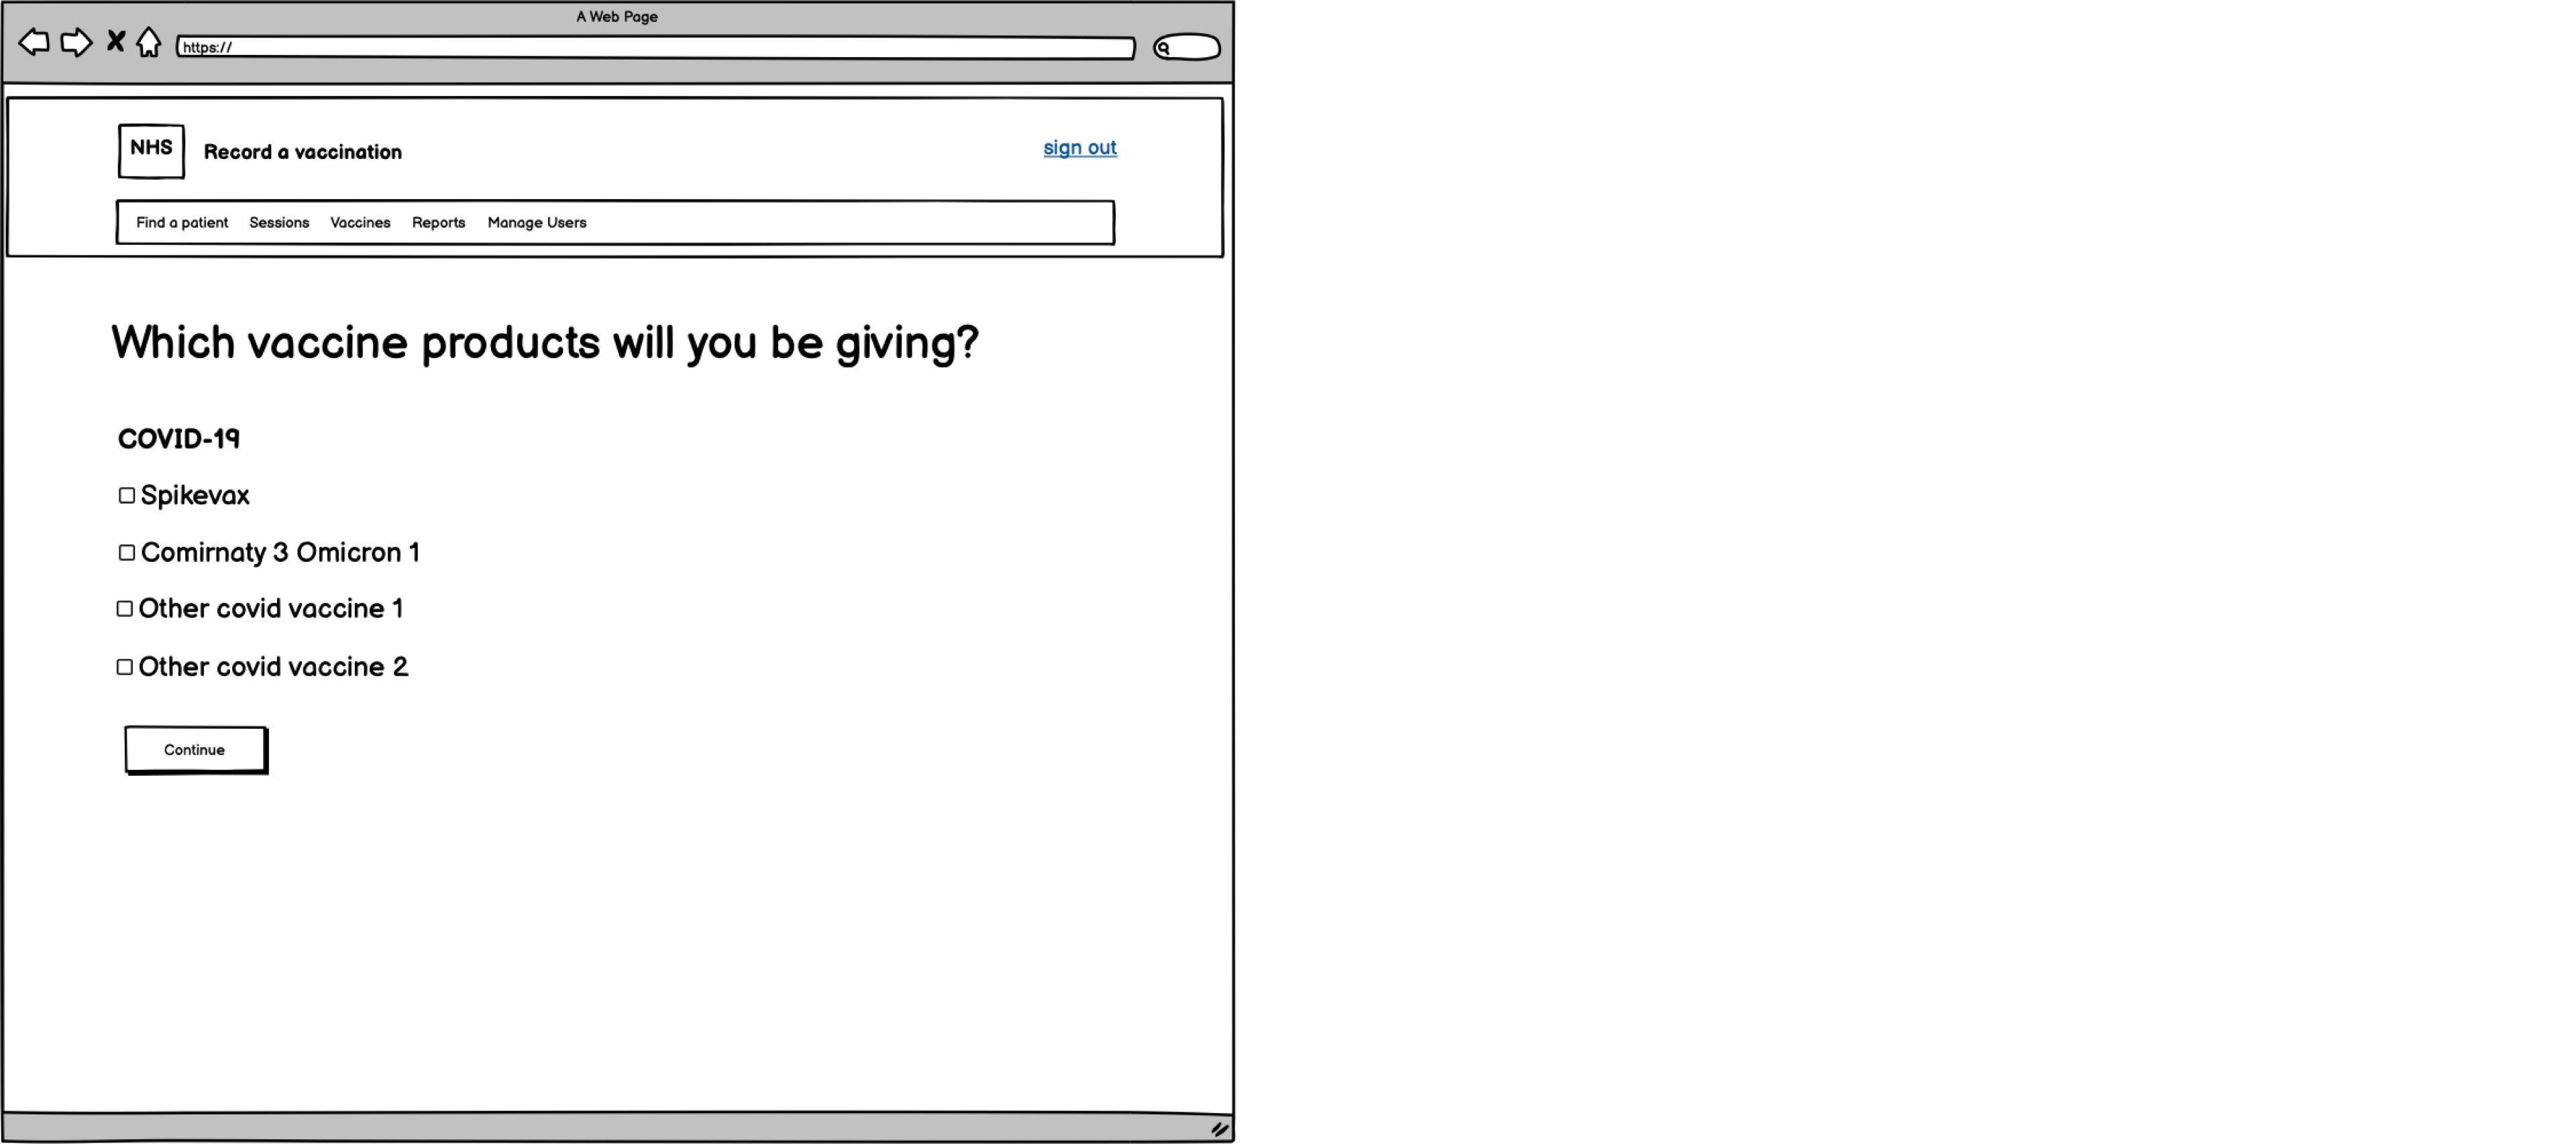 A Web Page
https://
NHS
Record a vaccination
sign out
Find a patient Sessions Vaccines Reports Manage Users
Which vaccine products will you be giving?
COVID-19
Spikevax
Comirnaty 3 Omicron 1
Other covid vaccine 1
Other covid vaccine 2
Continue